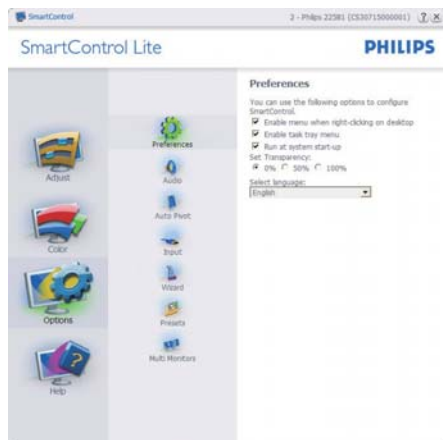 SmartControl
2 - Philips 225B1 (CS30715000001) ? X
SmartControl Lite
PHILIPS
Adjust
Color
Options
Help
Preferences
Audio
Auto Pivot
Input
Wizard
Presets
Multi Monitors
Preferences
You can use the following options to configure
SmartControl.
Enable menu when right-clicking on desktop
Enable task tray menu
Run at system start-up
Set Transparency:
0% 50% 100%
Select language:
English